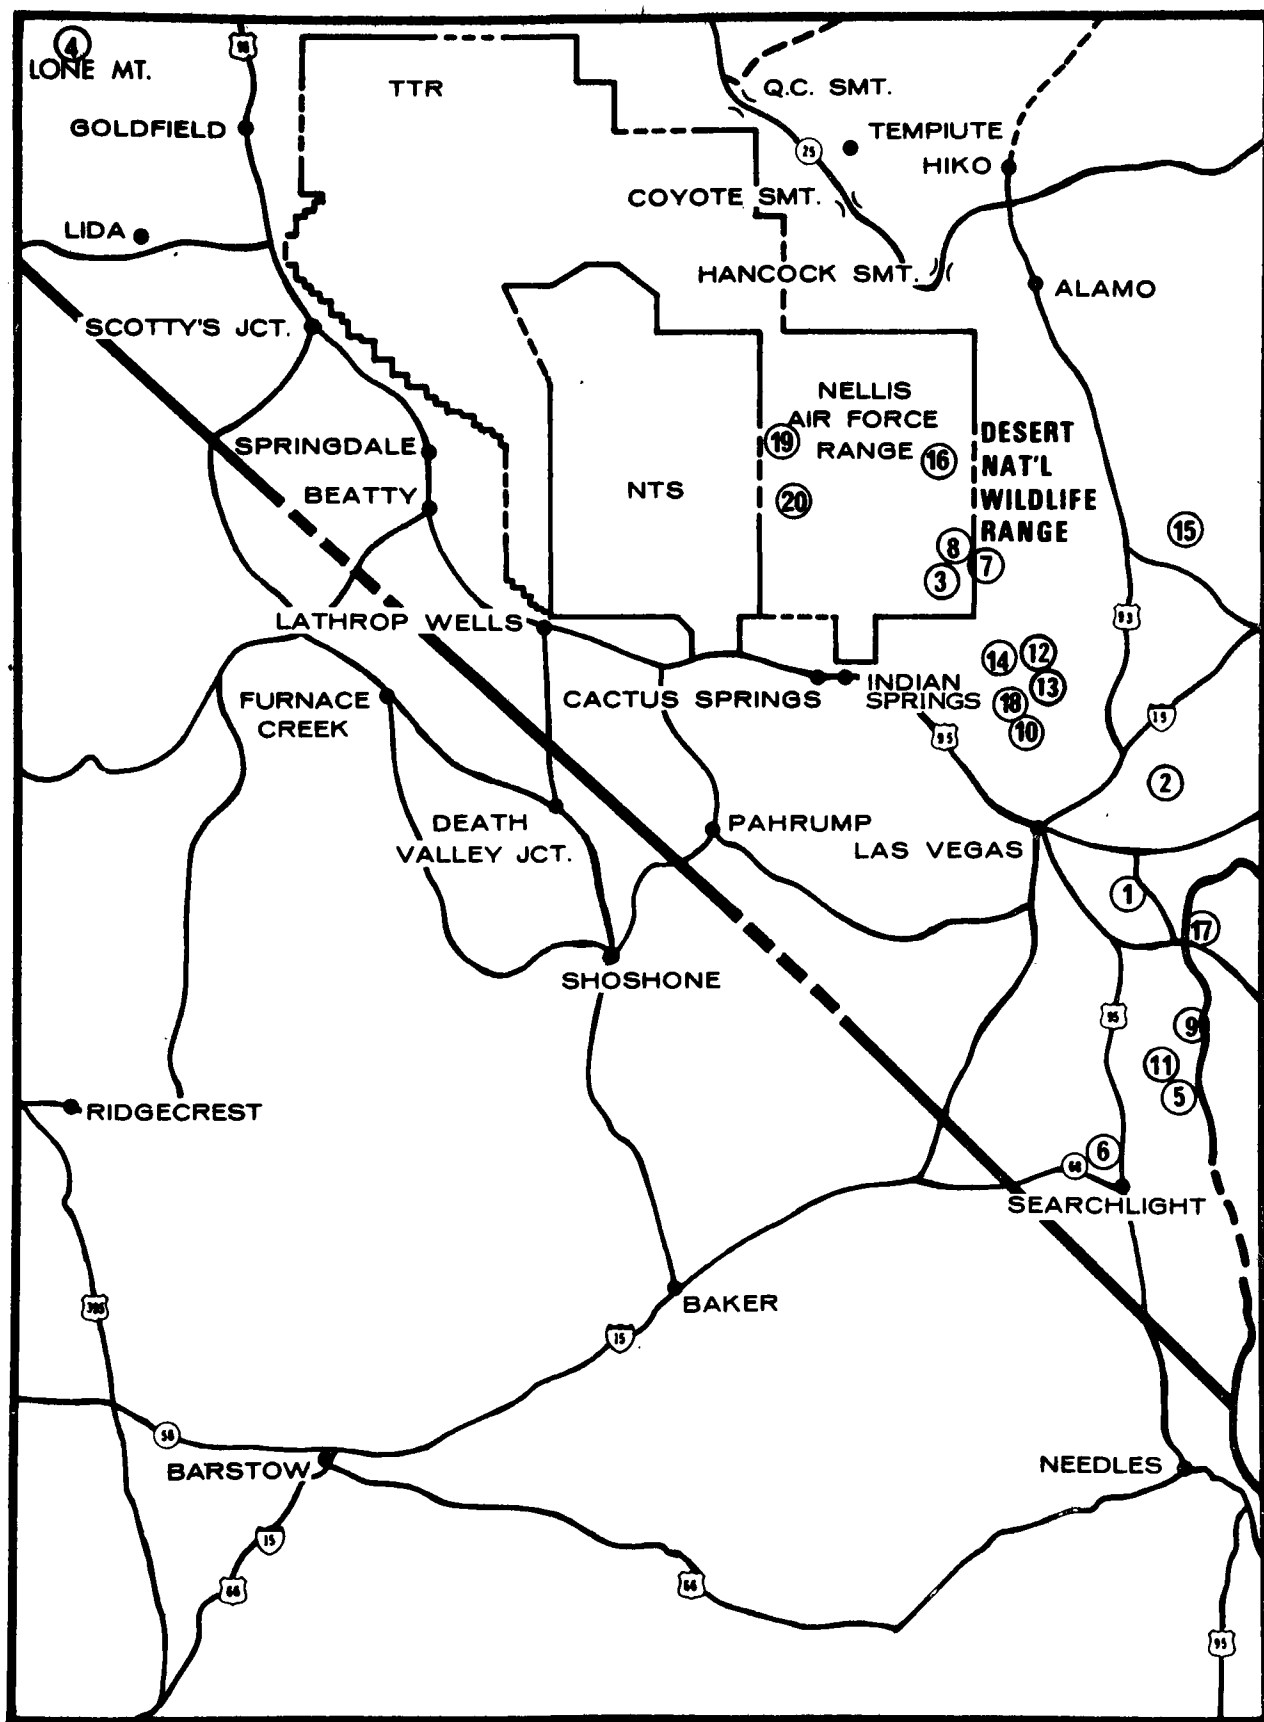 4
LONE MT.
95
TTR
Q.C. SMT.
GOLDFIELD
TEMPIUTE
25
HIKO
COYOTE SMT.
LIDA
HANCOCK SMT.
ALAMO
SCOTTY'S JCT.
NELLIS
AIR FORCE
RANGE
19
16
20
DESERT
NAT'L
WILDLIFE
RANGE
SPRINGDALE
BEATTY
NTS
15
8
7
3
93
LATHROP WELLS
14
12
13
18
10
FURNACE
CREEK
CACTUS SPRINGS
INDIAN
SPRINGS
95
15
2
DEATH
VALLEY JCT.
PAHRUMP
LAS VEGAS
1
17
SHOSHONE
95
9
11
5
RIDGECREST
6
68
SEARCHLIGHT
395
BAKER
15
58
BARSTOW
NEEDLES
15
66
66
95